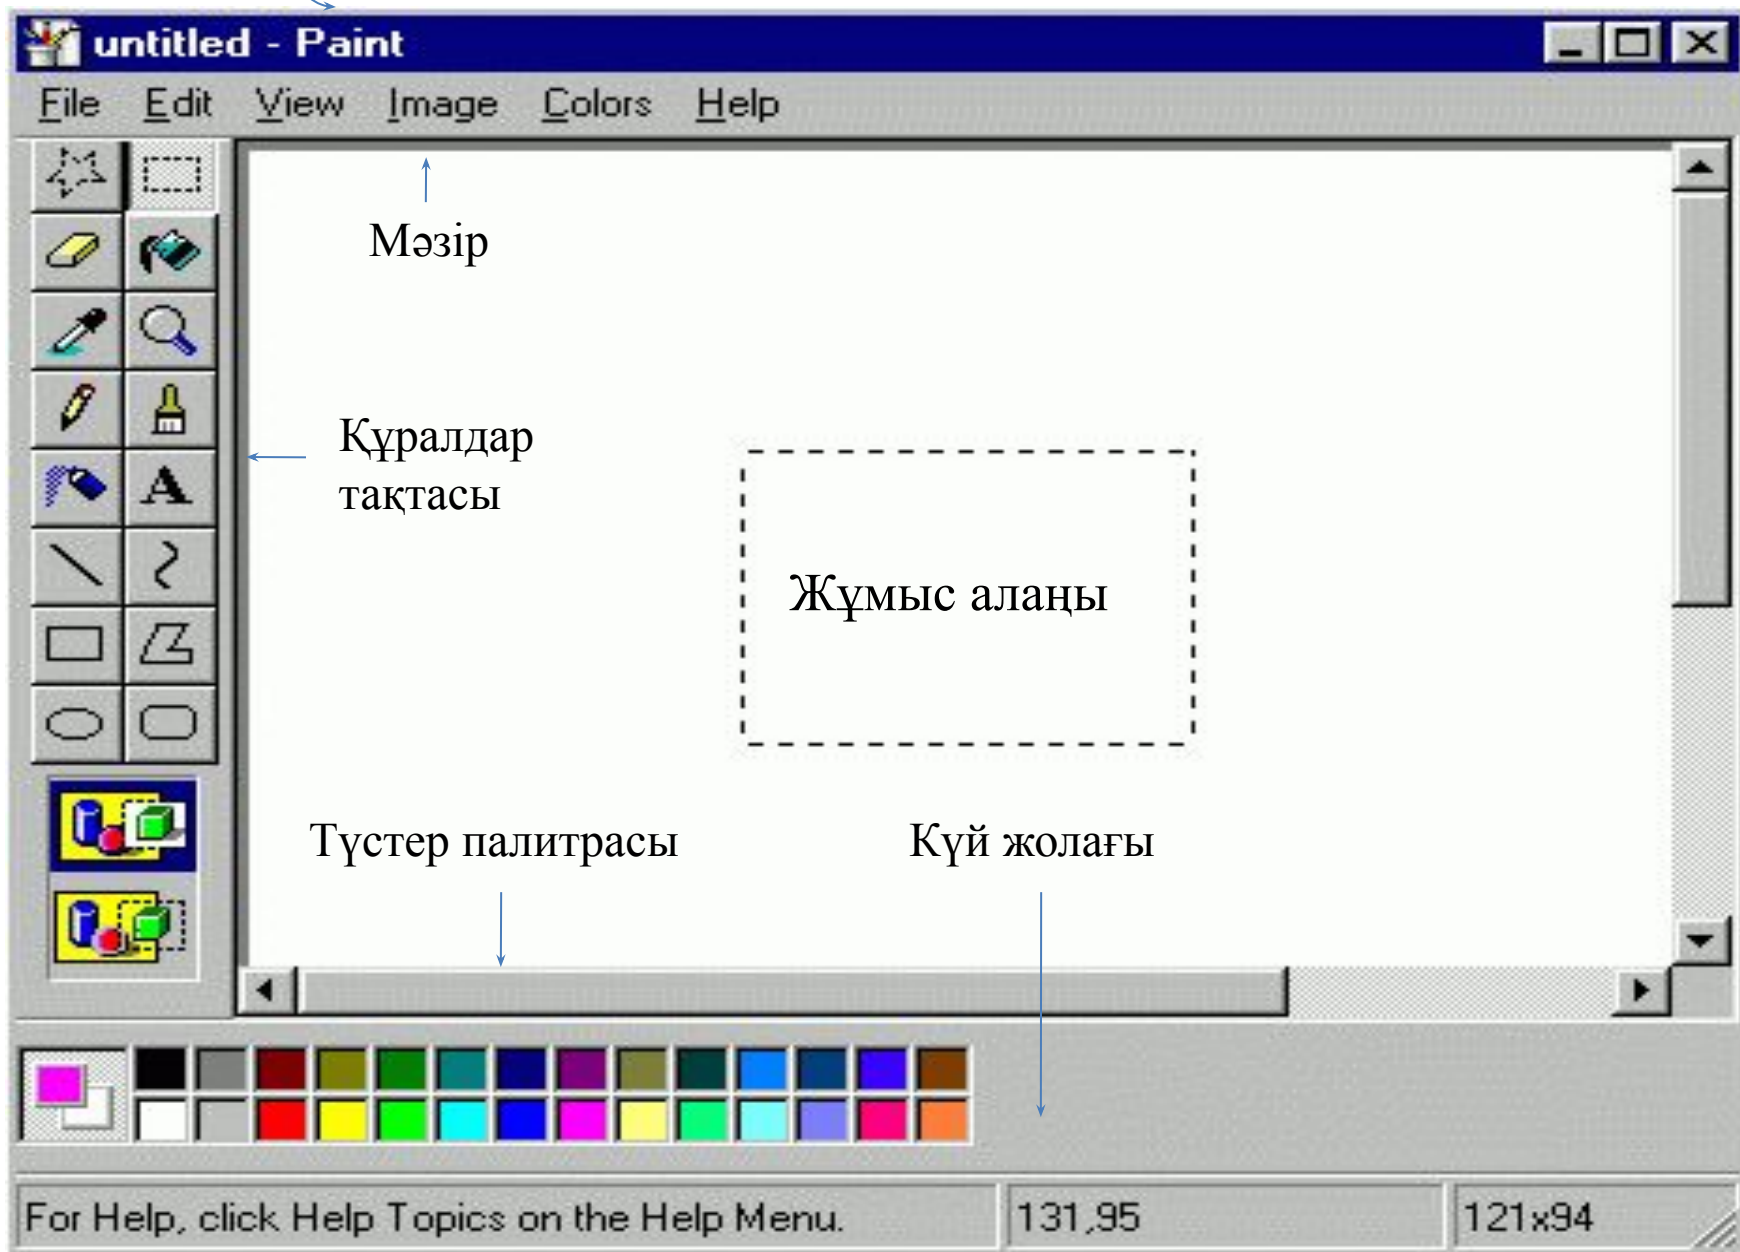 untitled - Paint
File Edit View Image Colors Help
Мәзір
A
Құралдар
тақтасы
Жұмыс алаңы
Түстер палитрасы
Күй жолағы
For Help, click Help Topics on the Help Menu.
131,95
121x94